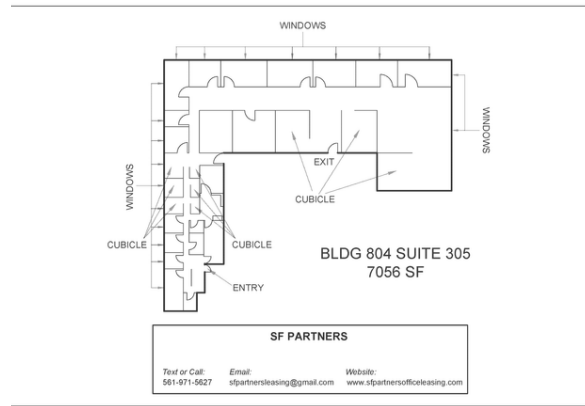 WINDOWS
WINDOWS
WINDOWS
EXIT
CUBICLE
CUBICLE
CUBICLE
ENTRY
BLDG 804 SUITE 305
7056 SF
SF PARTNERS
Text or Call: Email: Website:
561-971-5627 sfpartnersleasing@gmail.com www.sfpartnersofficeleasing.com